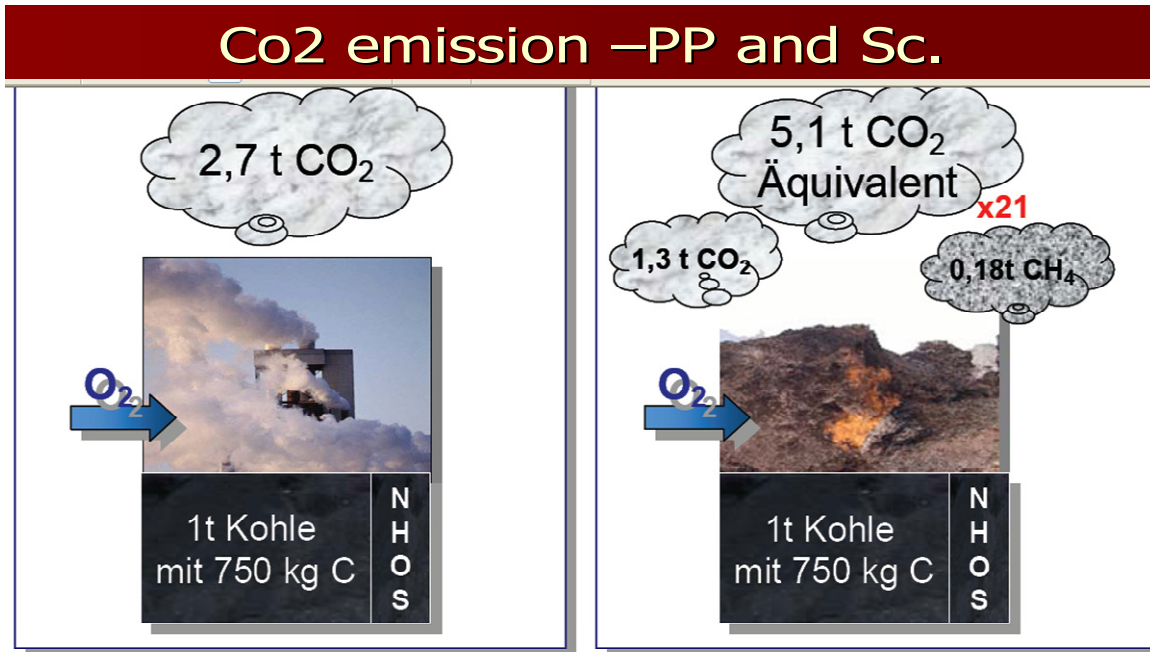 Co2 emission –PP and Sc.
2,7 t CO₂
O₂
1t Kohle
mit 750 kg C
N
H
O
S
5,1 t CO₂
Äquivalent
x21
1,3 t CO₂
0,18t CH₄
O₂
1t Kohle
mit 750 kg C
N
H
O
S